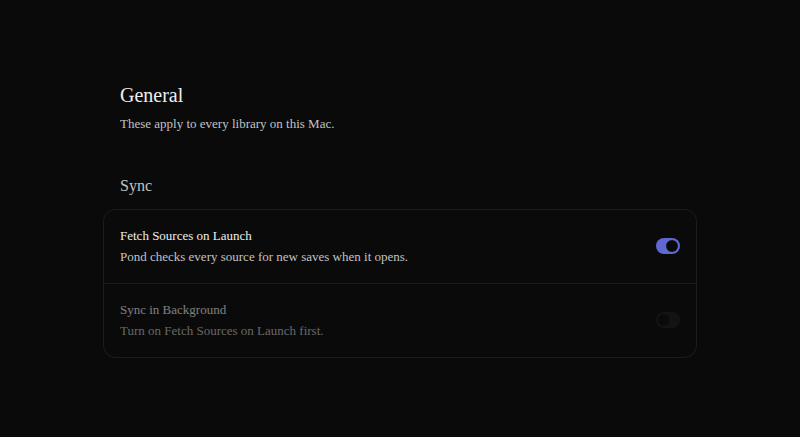 General
These apply to every library on this Mac.
Sync
Fetch Sources on Launch
Pond checks every source for new saves when it opens.
Sync in Background
Turn on Fetch Sources on Launch first.